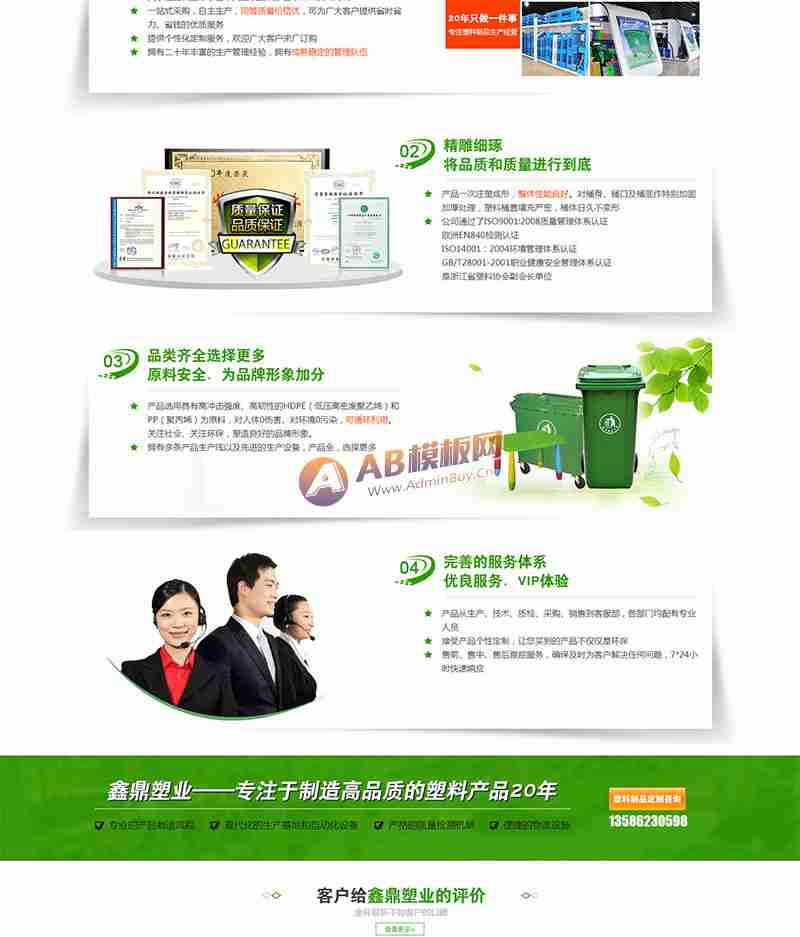 一站式采购，自主生产，同等质量价格优，可为广大客户提供省时省
力、省钱的优质服务
提供个性化定制服务，欢迎广大客户来厂订购
拥有二十年丰富的生产管理经验，拥有成熟稳定的管理队伍
20年只做一件事
专注塑料制品生产经营
02
精雕细琢
将品质和质量进行到底
产品一次注塑成形，整体性能良好。对桶身、桶口及桶底作特别加固
加厚处理，塑料桶置填充严密，桶体日久不变形
公司通过了ISO9001:2008质量管理体系认证
欧洲EN840检测认证
ISO14001：2004环境管理体系认证
GB/T28001-2001职业健康安全管理体系认证
是浙江省塑料协会副会长单位
质量保证
品质保证
GUARANTEE
03
品类齐全选择更多
原料安全．为品牌形象加分
产品选用具有高冲击强度、高韧性的HDPE（低压高密度聚乙烯）和
PP（聚丙烯）为原料，对人体0伤害、对环境0污染，可循环利用。
关注社业、关注环保，塑造良好的品牌形象。
拥有多条产品生产线以及先进的生产设备，产品全，选择更多
AB模板网
Www.AdminBuy.Cn
04
完善的服务体系
优良服务．VIP体验
产品从生产、技术、质检、采购、销售到客服部，各部门均配有专业
人员
接受产品个性定制，让您买到的产品不仅仅是环保
售前、售中、售后跟踪服务，确保及时为客户解决任何问题，7*24小
时快速响应
鑫鼎塑业——专注于制造高品质的塑料产品20年
专业的产品制造流程
现代化的生产基地和自动化设备
严格的质量检测机制
便捷的物流设施
塑料制品定制咨询
13586230598
客户给鑫鼎塑业的评价
金杯银杯不如客户的口碑
查看更多+